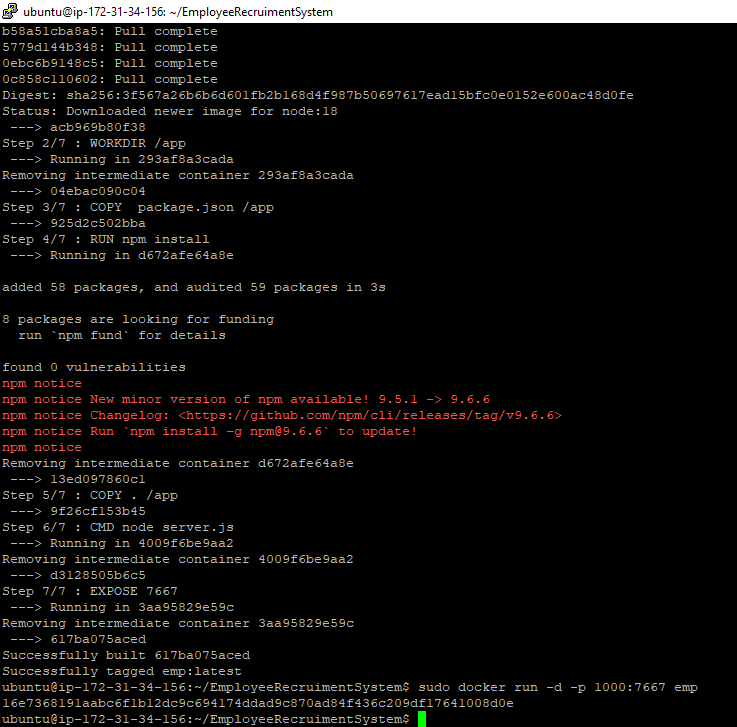 ubuntu@ip-172-31-34-156: ~/EmployeeRecruimentSystem
b58a51cba8a5: Pull complete
5779d144b348: Pull complete
0ebc6b9148c5: Pull complete
0c858c110602: Pull complete
Digest: sha256:3f567a26b6b6d601fb2b168d4f987b50697617ead15bfc0e0152e600ac48d0fe
Status: Downloaded newer image for node:18
 ---> acb969b80f38
Step 2/7 : WORKDIR /app
 ---> Running in 293af8a3cada
Removing intermediate container 293af8a3cada
 ---> 04ebac090c04
Step 3/7 : COPY  package.json /app
 ---> 925d2c502bba
Step 4/7 : RUN npm install
 ---> Running in d672afe64a8e
added 58 packages, and audited 59 packages in 3s
8 packages are looking for funding
  run `npm fund` for details
found 0 vulnerabilities
npm notice
npm notice New minor version of npm available! 9.5.1 -> 9.6.6
npm notice Changelog: <https://github.com/npm/cli/releases/tag/v9.6.6>
npm notice Run `npm install -g npm@9.6.6` to update!
npm notice
Removing intermediate container d672afe64a8e
 ---> 13ed097860c1
Step 5/7 : COPY . /app
 ---> 9f26cf153b45
Step 6/7 : CMD node server.js
 ---> Running in 4009f6be9aa2
Removing intermediate container 4009f6be9aa2
 ---> d3128505b6c5
Step 7/7 : EXPOSE 7667
 ---> Running in 3aa95829e59c
Removing intermediate container 3aa95829e59c
 ---> 617ba075aced
Successfully built 617ba075aced
Successfully tagged emp:latest
ubuntu@ip-172-31-34-156:~/EmployeeRecruimentSystem$ sudo docker run -d -p 1000:7667 emp
16e7368191aabc6f1b12dc9c694174ddad9c870ad84f436c209df17641008d0e
ubuntu@ip-172-31-34-156:~/EmployeeRecruimentSystem$